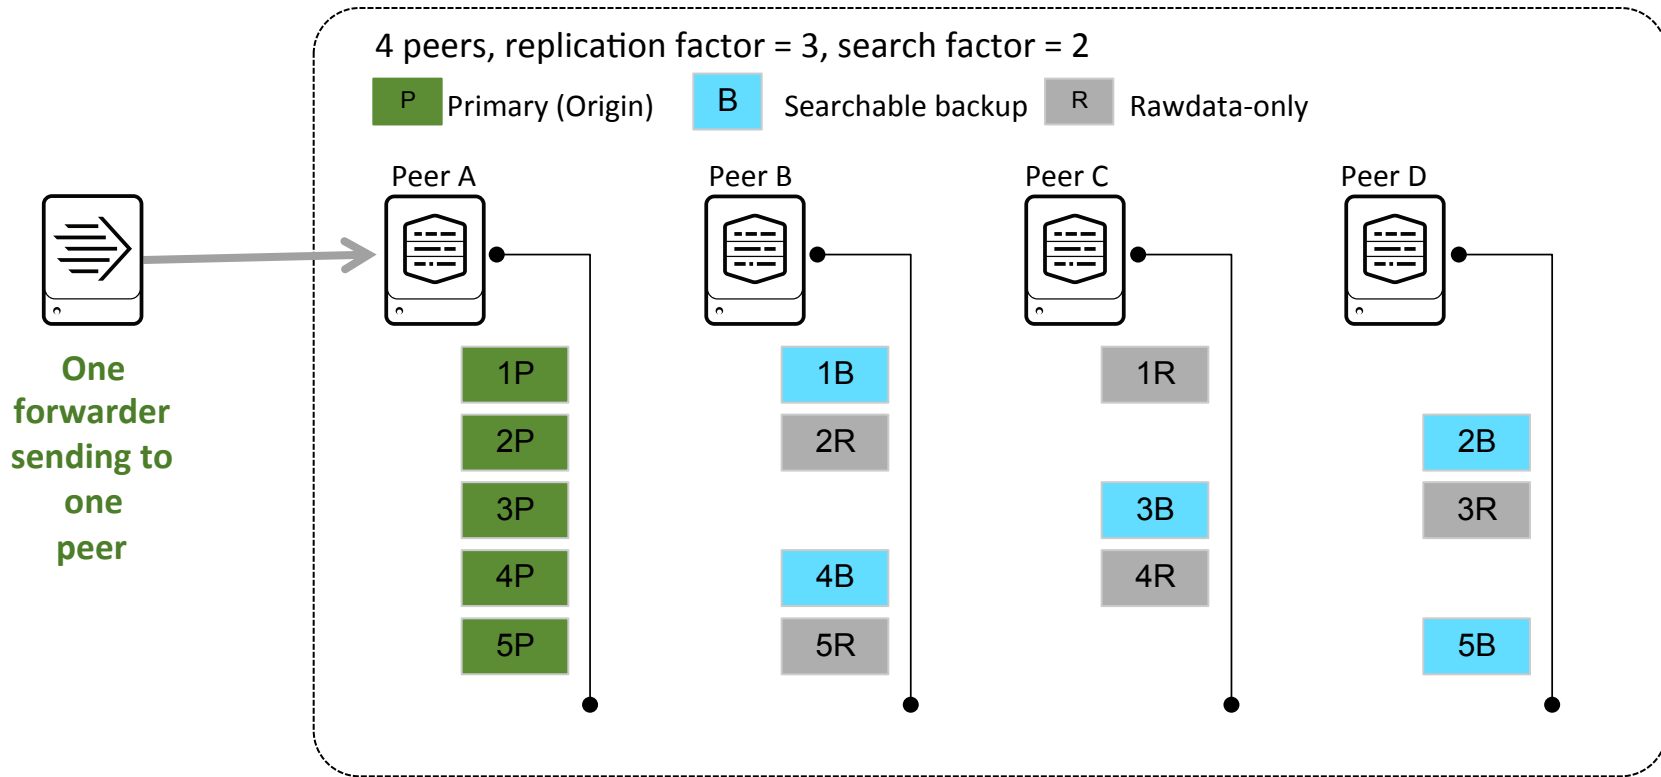 4 peers, replication factor = 3, search factor = 2
P Primary (Origin) B Searchable backup R Rawdata-only
Peer A Peer B Peer C Peer D
One
forwarder
sending to
one
peer
1P 1B 1R
2P 2R 2B
3P 3B 3R
4P 4B 4R
5P 5R 5B